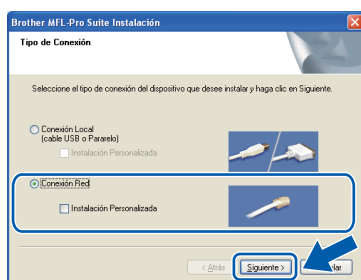 Brother MFL-Pro Suite Instalación
Tipo de Conexión
Seleccione el tipo de conexión del dispositivo que desee instalar y haga clic en Siguiente.
Conexión Local
(cable USB o Pararelo)
Instalación Personalizada
Conexión Red
Instalación Personalizada
< Atrás
Siguiente >